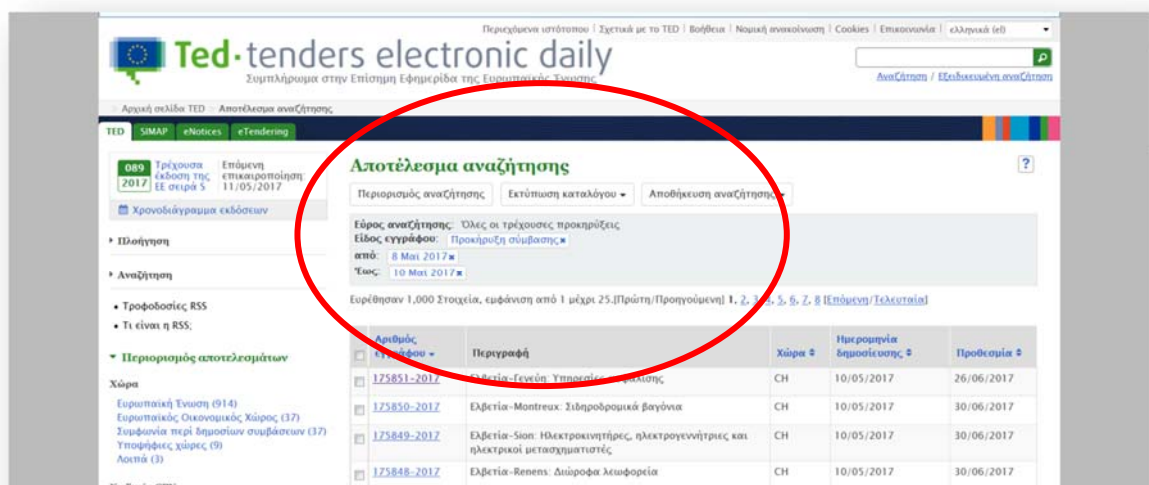 Περιεχόμενα ιστότοπου | Σχετικά με το TED | Βοήθεια | Νομική ανακοίνωση | Cookies | Επικοινωνία | ελληνικά (el)
Ted·tenders electronic daily
Συμπλήρωμα στην Επίσημη Εφημερίδα της Ευρωπαϊκής Ένωσης
Αναζήτηση / Εξειδικευμένη αναζήτηση
Αρχική σελίδα TED > Αποτέλεσμα αναζήτησης
TED SIMAP eNotices eTendering
089 2017 Τρέχουσα έκδοση της ΕΕ σειρά S
Επόμενη επικαιροποίηση: 11/05/2017
Χρονοδιάγραμμα εκδόσεων
Πλοήγηση
Αναζήτηση
Τροφοδοσίες RSS
Τι είναι η RSS;
Περιορισμός αποτελεσμάτων
Χώρα
Ευρωπαϊκή Ένωση (914)
Ευρωπαϊκός Οικονομικός Χώρος (37)
Συμφωνία περί δημοσίων συμβάσεων (37)
Υποψήφιες χώρες (9)
Λοιπά (3)
Αποτέλεσμα αναζήτησης
?
Περιορισμός αναζήτησης Εκτύπωση καταλόγου Αποθήκευση αναζήτησης
Εύρος αναζήτησης: Όλες οι τρέχουσες προκηρύξεις
Είδος εγγράφου: Προκήρυξη σύμβασης
από: 8 Μαϊ 2017
Έως: 10 Μαϊ 2017
Ευρέθησαν 1,000 Στοιχεία, εμφάνιση από 1 μέχρι 25.[Πρώτη/Προηγούμενη] 1, 2, 3, 4, 5, 6, 7, 8 [Επόμενη/Τελευταία]
Αριθμός εγγράφου Περιγραφή Χώρα Ημερομηνία δημοσίευσης Προθεσμία
175851-2017 Ελβετία-Γενεύη: Υπηρεσίες ασφάλισης CH 10/05/2017 26/06/2017
175850-2017 Ελβετία-Montreux: Σιδηροδρομικά βαγόνια CH 10/05/2017 30/06/2017
175849-2017 Ελβετία-Sion: Ηλεκτροκινητήρες, ηλεκτρογεννήτριες και ηλεκτρικοί μετασχηματιστές CH 10/05/2017 30/06/2017
175848-2017 Ελβετία-Renens: Διώροφα λεωφορεία CH 10/05/2017 30/06/2017